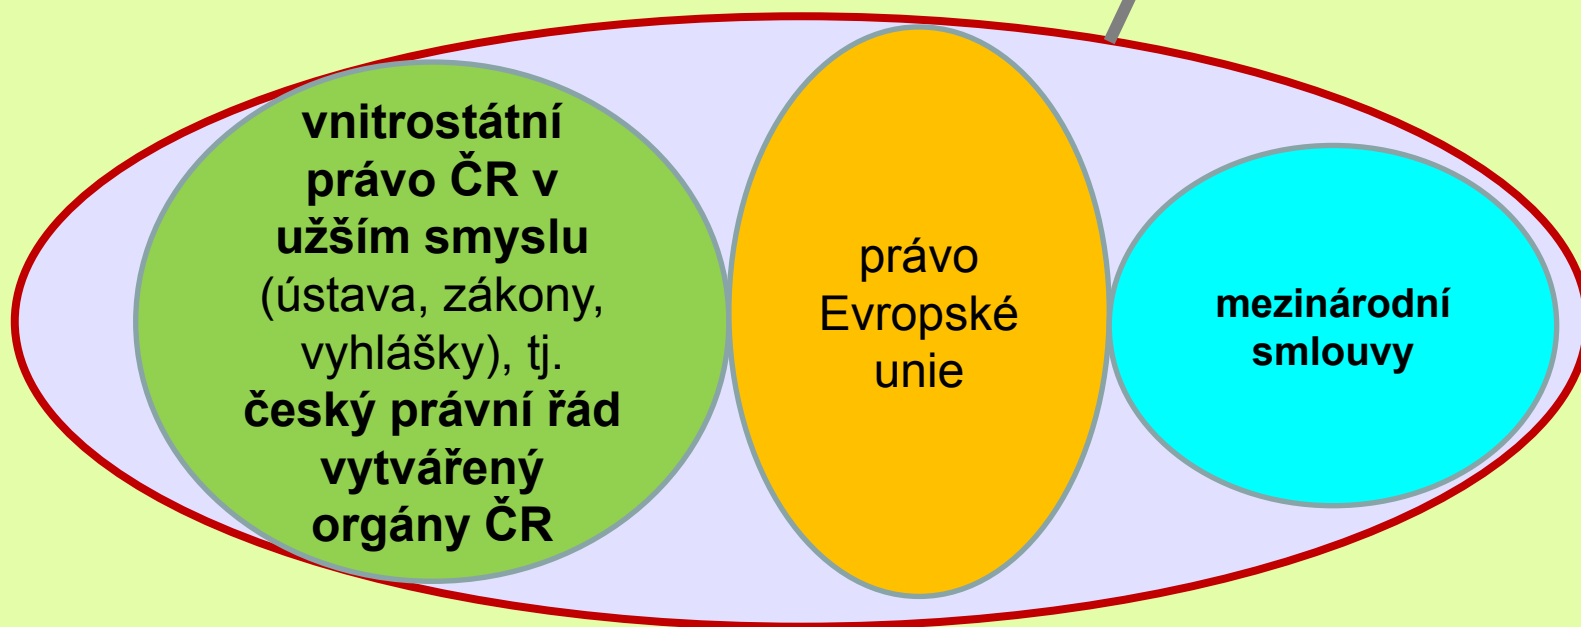 vnitrostátní
právo ČR v
užším smyslu
(ústava, zákony,
vyhlášky), tj.
český právní řád
vytvářený
orgány ČR
právo
Evropské
unie
mezinárodní
smlouvy